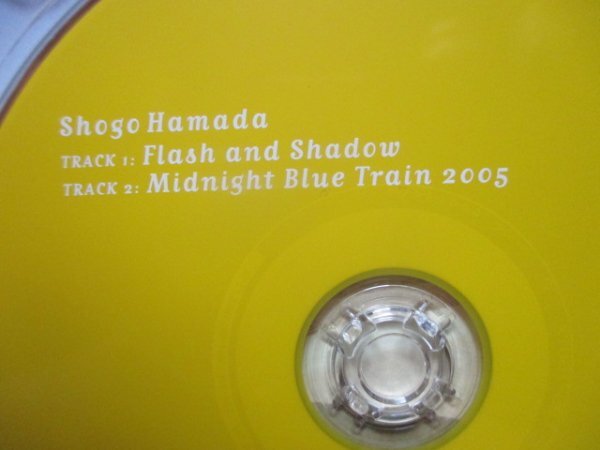 Shogo Hamada
TRACK 1: Flash and Shadow
TRACK 2: Midnight Blue Train 2005